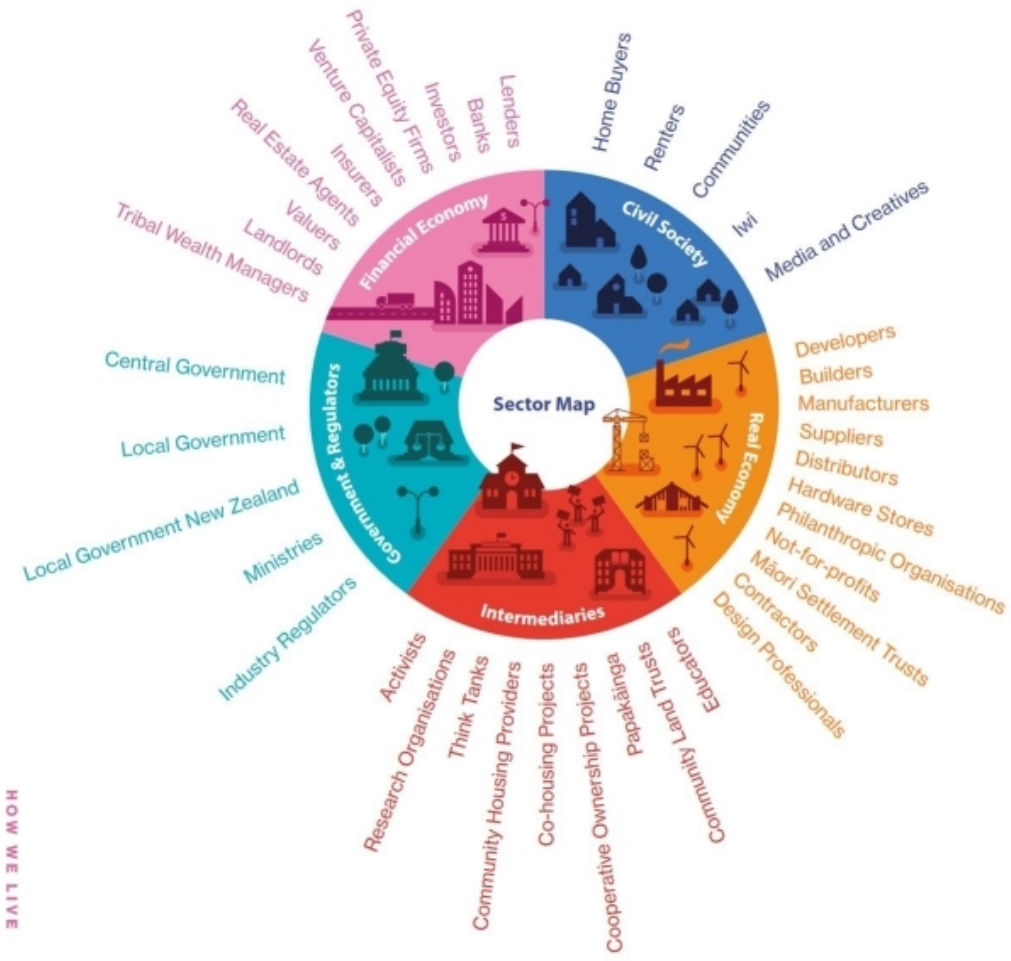 Sector Map
Financial Economy
Tribal Wealth Managers
Landlords
Valuers
Real Estate Agents
Insurers
Venture Capitalists
Private Equity Firms
Investors
Banks
Lenders
$
Civil Society
Home Buyers
Renters
Communities
Iwi
Media and Creatives
Real Economy
Developers
Builders
Manufacturers
Suppliers
Distributors
Hardware Stores
Philanthropic Organisations
Not-for-profits
Māori Settlement Trusts
Contractors
Design Professionals
Intermediaries
Educators
Community Land Trusts
Papakāinga
Cooperative Ownership Projects
Co-housing Projects
Community Housing Providers
Think Tanks
Research Organisations
Activists
Government & Regulators
Industry Regulators
Ministries
Local Government New Zealand
Local Government
Central Government
HOW WE LIVE